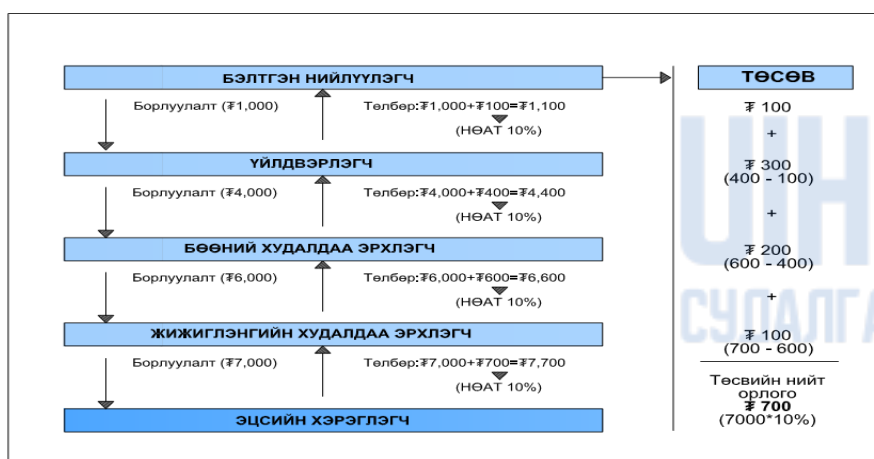 БЭЛТГЭН НИЙЛҮҮЛЭГЧ
ТӨСӨВ
Борлуулалт (₮1,000)
Төлбөр:₮1,000+₮100=₮1,100
(НӨАТ 10%)
₮ 100
+
ҮЙЛДВЭРЛЭГЧ
₮ 300
(400 - 100)
Борлуулалт (₮4,000)
Төлбөр:₮4,000+₮400=₮4,400
(НӨАТ 10%)
+
БӨӨНИЙ ХУДАЛДАА ЭРХЛЭГЧ
₮ 200
(600 - 400)
Борлуулалт (₮6,000)
Төлбөр:₮6,000+₮600=₮6,600
(НӨАТ 10%)
+
ЖИЖИГЛЭНГИЙН ХУДАЛДАА ЭРХЛЭГЧ
₮ 100
(700 - 600)
Борлуулалт (₮7,000)
Төлбөр:₮7,000+₮700=₮7,700
(НӨАТ 10%)
Төсвийн нийт
орлого
₮ 700
(7000*10%)
ЭЦСИЙН ХЭРЭГЛЭГЧ